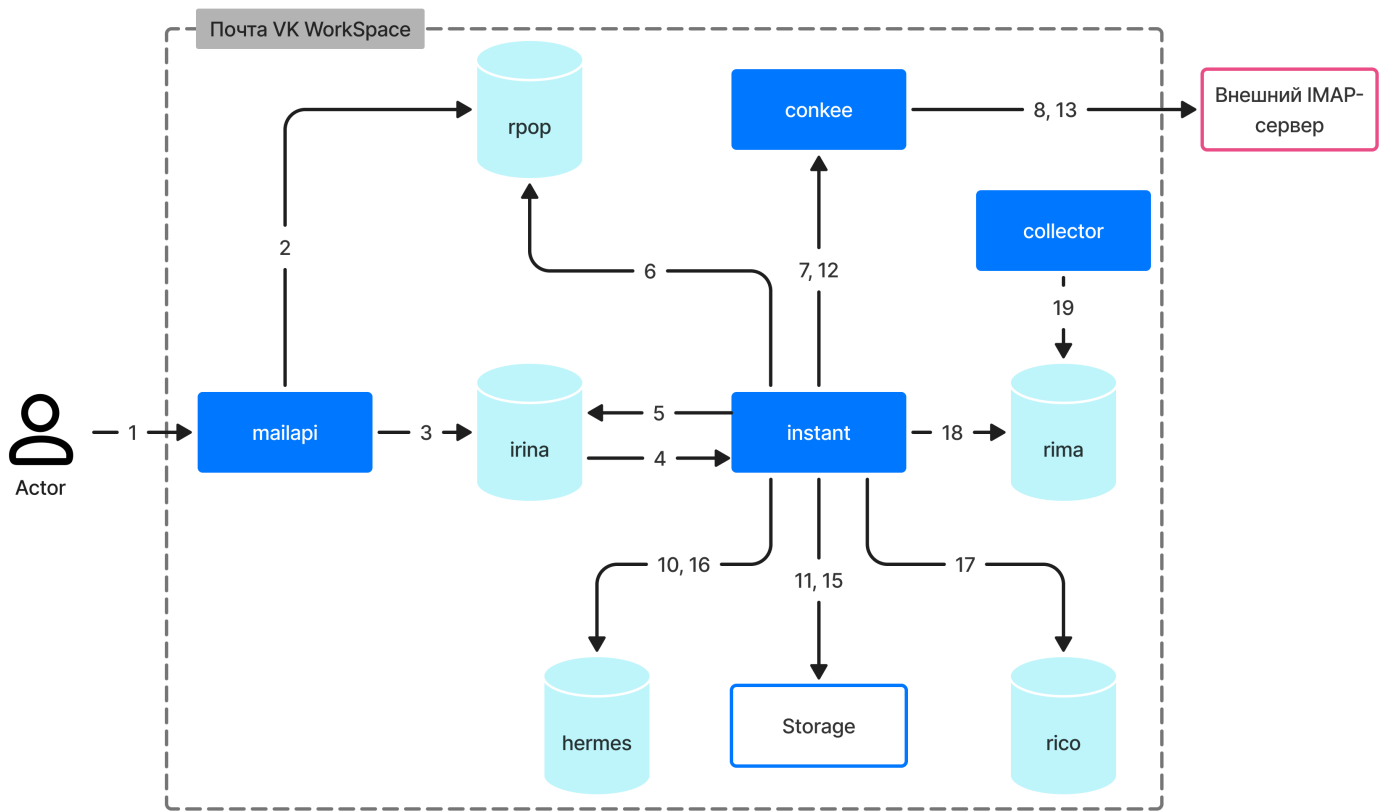 Почта VK WorkSpace
rpop
conkee
8, 13
Внешний IMAP-
сервер
collector
2
6
7, 12
19
Actor
1
mailapi
3
irina
5
4
instant
18
rima
10, 16
11, 15
17
hermes
Storage
rico